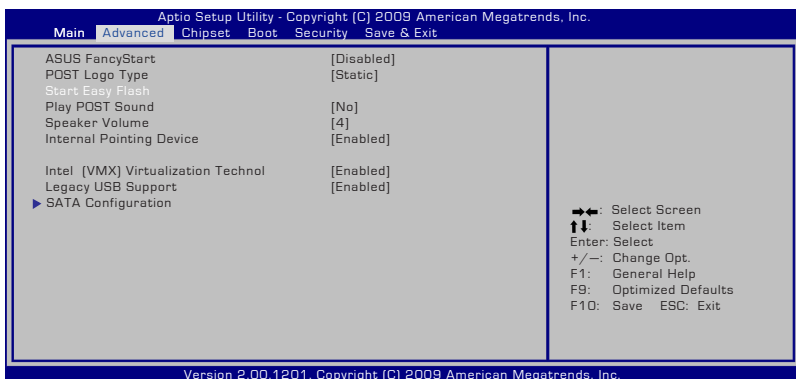 Aptio Setup Utility - Copyright (C) 2009 American Megatrends, Inc.
Main Advanced Chipset Boot Security Save & Exit
ASUS FancyStart [Disabled]
POST Logo Type [Static]
Start Easy Flash
Play POST Sound [No]
Speaker Volume [4]
Internal Pointing Device [Enabled]
Intel (VMX) Virtualization Technol [Enabled]
Legacy USB Support [Enabled]
SATA Configuration
→←: Select Screen
↑↓: Select Item
Enter: Select
+/—: Change Opt.
F1: General Help
F9: Optimized Defaults
F10: Save ESC: Exit
Version 2.00.1201. Copyright (C) 2009 American Megatrends, Inc.